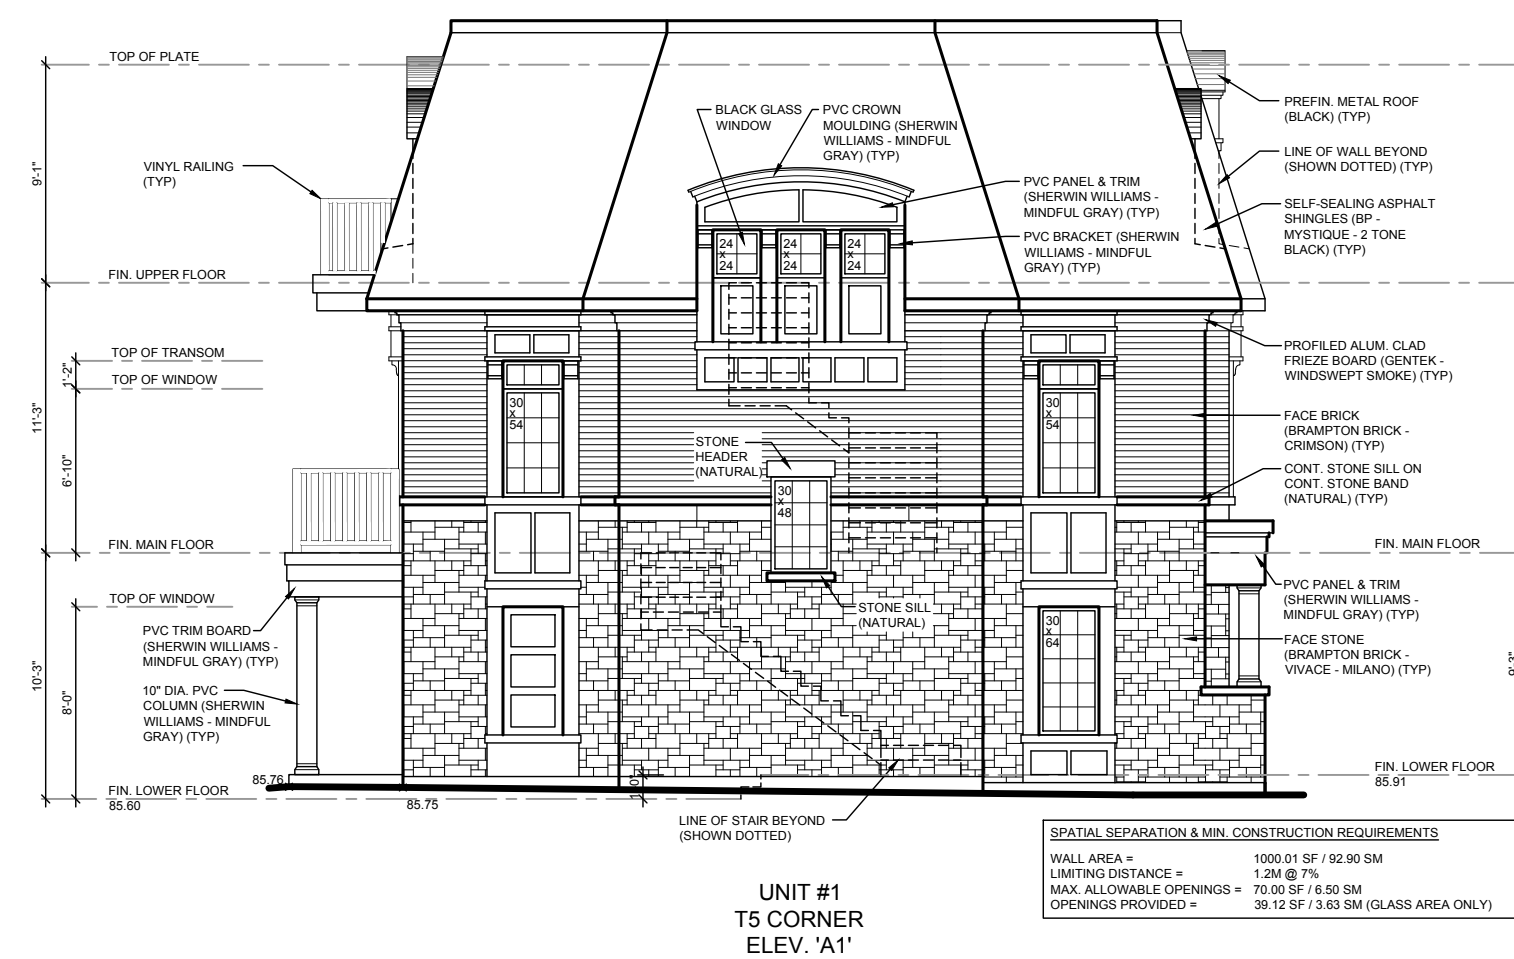 TOP OF PLATE
9'-1"
VINYL RAILING
(TYP)
FIN. UPPER FLOOR
TOP OF TRANSOM
1'-2"
TOP OF WINDOW
11'-3"
6'-10"
FIN. MAIN FLOOR
TOP OF WINDOW
10'-3"
8'-0"
PVC TRIM BOARD
(SHERWIN WILLIAMS -
MINDFUL GRAY) (TYP)
10" DIA. PVC
COLUMN (SHERWIN
WILLIAMS - MINDFUL
GRAY) (TYP)
85.76
FIN. LOWER FLOOR
85.60
85.75
BLACK GLASS
WINDOW
PVC CROWN
MOULDING (SHERWIN
WILLIAMS - MINDFUL
GRAY) (TYP)
PVC PANEL & TRIM
(SHERWIN WILLIAMS -
MINDFUL GRAY) (TYP)
PVC BRACKET (SHERWIN
WILLIAMS - MINDFUL
GRAY) (TYP)
24
x
24
24
x
24
24
x
24
30
x
54
30
x
54
STONE
HEADER
(NATURAL)
30
x
48
STONE SILL
(NATURAL)
30
x
64
1'-0"
LINE OF STAIR BEYOND
(SHOWN DOTTED)
PREFIN. METAL ROOF
(BLACK) (TYP)
LINE OF WALL BEYOND
(SHOWN DOTTED) (TYP)
SELF-SEALING ASPHALT
SHINGLES (BP -
MYSTIQUE - 2 TONE
BLACK) (TYP)
PROFILED ALUM. CLAD
FRIEZE BOARD (GENTEK -
WINDSWEPT SMOKE) (TYP)
FACE BRICK
(BRAMPTON BRICK -
CRIMSON) (TYP)
CONT. STONE SILL ON
CONT. STONE BAND
(NATURAL) (TYP)
FIN. MAIN FLOOR
PVC PANEL & TRIM
(SHERWIN WILLIAMS -
MINDFUL GRAY) (TYP)
FACE STONE
(BRAMPTON BRICK -
VIVACE - MILANO) (TYP)
9'-3"
FIN. LOWER FLOOR
85.91
SPATIAL SEPARATION & MIN. CONSTRUCTION REQUIREMENTS
WALL AREA = 1000.01 SF / 92.90 SM
LIMITING DISTANCE = 1.2M @ 7%
MAX. ALLOWABLE OPENINGS = 70.00 SF / 6.50 SM
OPENINGS PROVIDED = 39.12 SF / 3.63 SM (GLASS AREA ONLY)
UNIT #1
T5 CORNER
ELEV. 'A1'